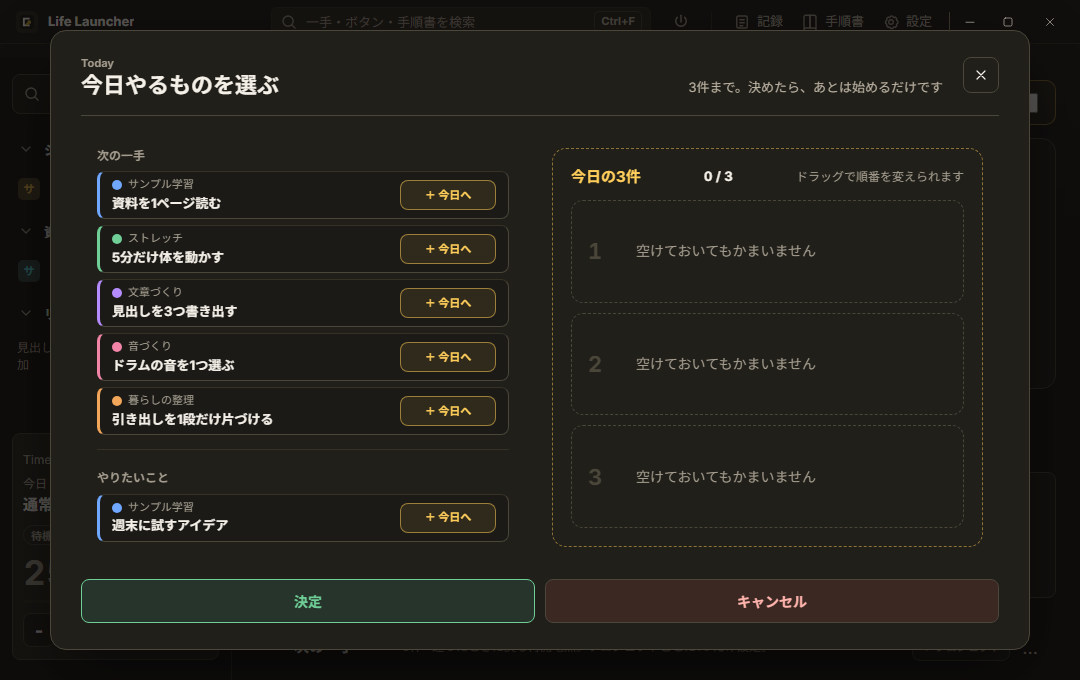 Life Launcher
一手・ボタン・手順書を検索
Ctrl+F
記録
手順書
設定
Today
今日やるものを選ぶ
3件まで。決めたら、あとは始めるだけです
次の一手
サンプル学習
資料を1ページ読む
+ 今日へ
ストレッチ
5分だけ体を動かす
+ 今日へ
文章づくり
見出しを3つ書き出す
+ 今日へ
音づくり
ドラムの音を1つ選ぶ
+ 今日へ
暮らしの整理
引き出しを1段だけ片づける
+ 今日へ
やりたいこと
サンプル学習
週末に試すアイデア
+ 今日へ
今日の3件
0 / 3
ドラッグで順番を変えられます
1
空けておいてもかまいません
2
空けておいてもかまいません
3
空けておいてもかまいません
決定
キャンセル
サ
サ
見出し
加
Time
今日
通常